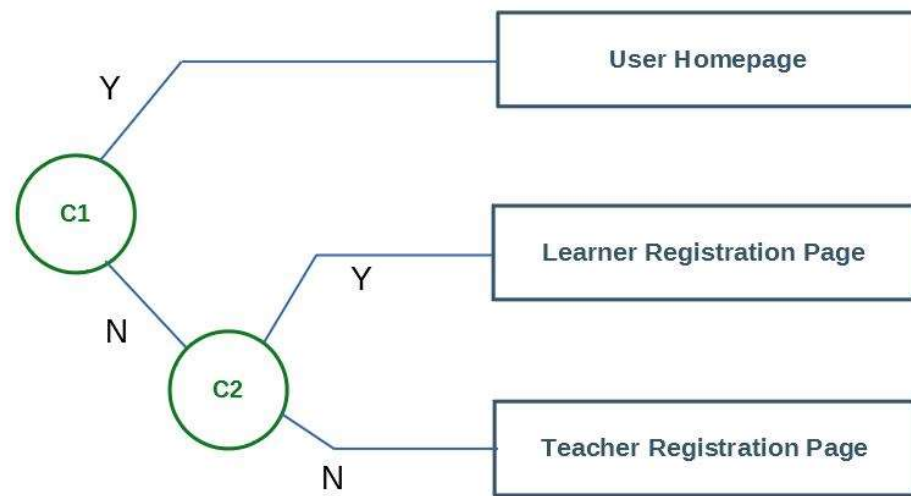 User Homepage
Y
C1
Learner Registration Page
Y
N
C2
Teacher Registration Page
N